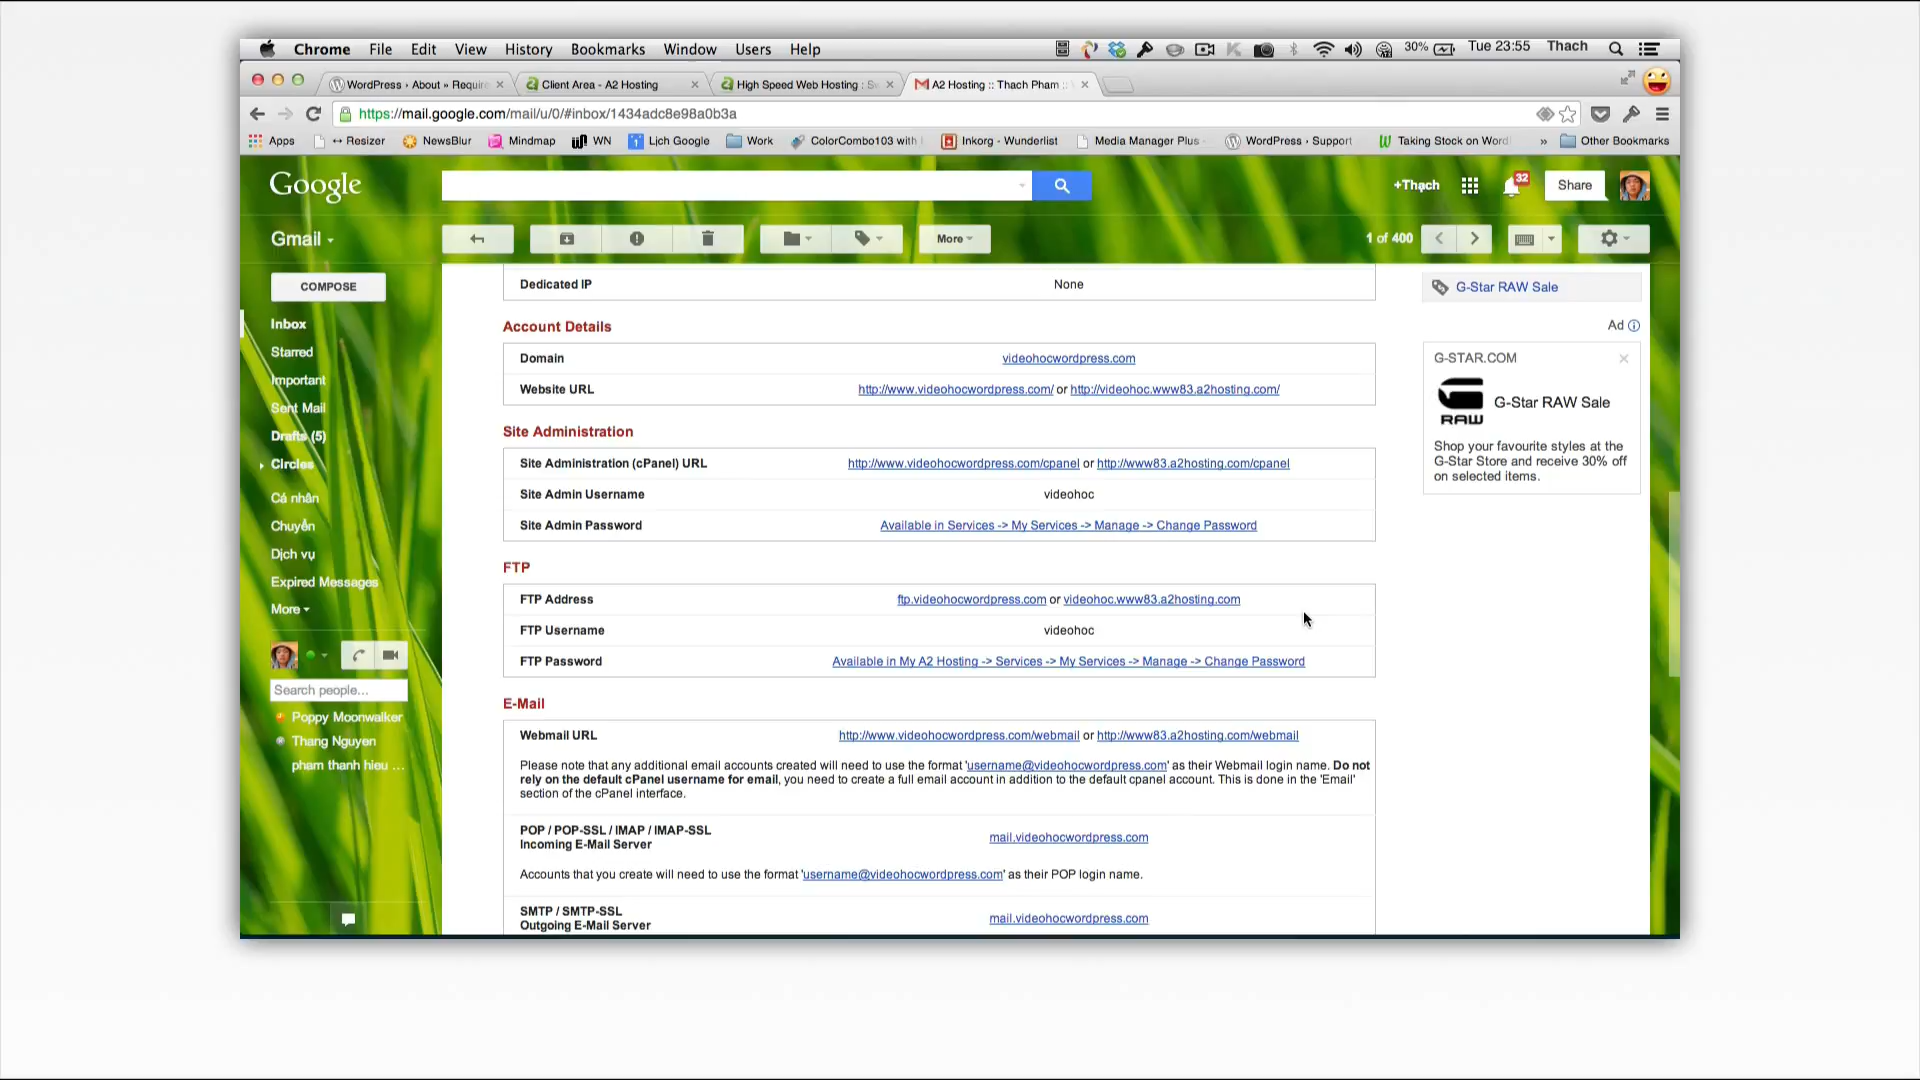 Chrome File Edit View History Bookmarks Window Users Help
30% Tue 23:55 Thach
WordPress › About » Require
Client Area - A2 Hosting
High Speed Web Hosting : S
A2 Hosting :: Thach Pham ::
https://mail.google.com/mail/u/0/#inbox/1434adc8e98a0b3a
Apps
↔ Resizer
NewsBlur
Mindmap
WN
Lịch Google
Work
ColorCombo103 with
Inkorg - Wunderlist
Media Manager Plus
WordPress › Support
Taking Stock on Word
»
Other Bookmarks
Google
+Thạch
32
Share
Gmail
More
1 of 400
COMPOSE
Inbox
Starred
Important
Sent Mail
Drafts (5)
Circles
Cá nhân
Chuyển
Dịch vụ
Expired Messages
More
Search people...
Poppy Moonwalker
Thang Nguyen
pham thanh hieu ...
Dedicated IP None
Account Details
Domain videohocwordpress.com
Website URL http://www.videohocwordpress.com/ or http://videohoc.www83.a2hosting.com/
Site Administration
Site Administration (cPanel) URL http://www.videohocwordpress.com/cpanel or http://www83.a2hosting.com/cpanel
Site Admin Username videohoc
Site Admin Password Available in Services -> My Services -> Manage -> Change Password
FTP
FTP Address ftp.videohocwordpress.com or videohoc.www83.a2hosting.com
FTP Username videohoc
FTP Password Available in My A2 Hosting -> Services -> My Services -> Manage -> Change Password
E-Mail
Webmail URL http://www.videohocwordpress.com/webmail or http://www83.a2hosting.com/webmail
Please note that any additional email accounts created will need to use the format 'username@videohocwordpress.com' as their Webmail login name. Do not
rely on the default cPanel username for email, you need to create a full email account in addition to the default cpanel account. This is done in the 'Email'
section of the cPanel interface.
POP / POP-SSL / IMAP / IMAP-SSL
Incoming E-Mail Server mail.videohocwordpress.com
Accounts that you create will need to use the format 'username@videohocwordpress.com' as their POP login name.
SMTP / SMTP-SSL
Outgoing E-Mail Server mail.videohocwordpress.com
G-Star RAW Sale
Ad
G-STAR.COM
RAW
G-Star RAW Sale
Shop your favourite styles at the
G-Star Store and receive 30% off
on selected items.